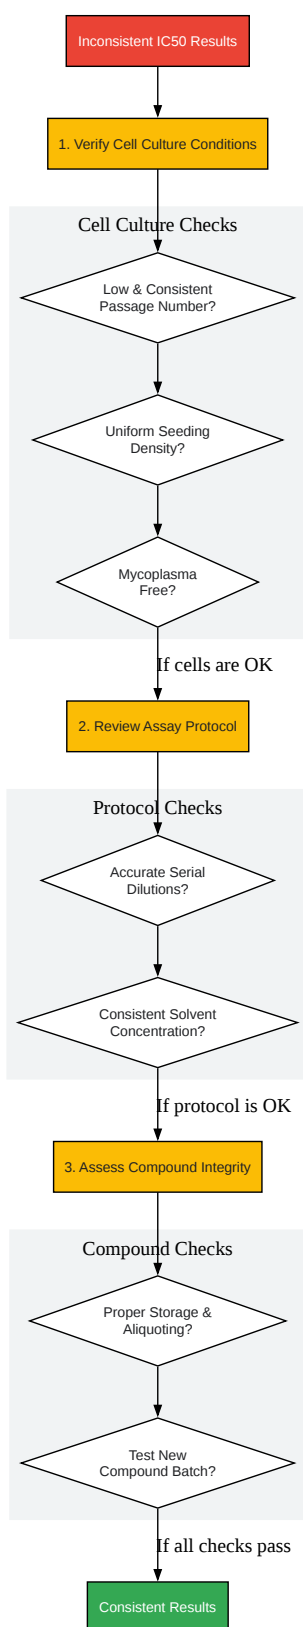 Inconsistent IC50 Results
1. Verify Cell Culture Conditions
Cell Culture Checks
Low & Consistent
Passage Number?
Uniform Seeding
Density?
Mycoplasma
Free?
If cells are OK
2. Review Assay Protocol
Protocol Checks
Accurate Serial
Dilutions?
Consistent Solvent
Concentration?
If protocol is OK
3. Assess Compound Integrity
Compound Checks
Proper Storage &
Aliquoting?
Test New
Compound Batch?
If all checks pass
Consistent Results